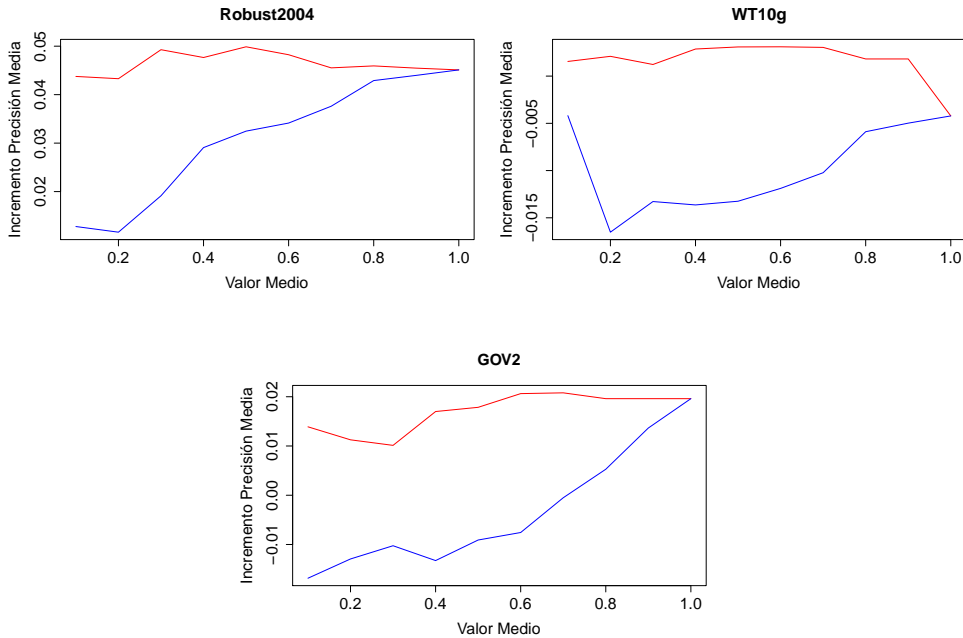 Robust2004
Incremento Precisión Media
0.05
0.04
0.03
0.02
0.2 0.4 0.6 0.8 1.0
Valor Medio
WT10g
Incremento Precisión Media
−0.005
−0.015
0.2 0.4 0.6 0.8 1.0
Valor Medio
GOV2
Incremento Precisión Media
0.02
0.01
0.00
−0.01
0.2 0.4 0.6 0.8 1.0
Valor Medio